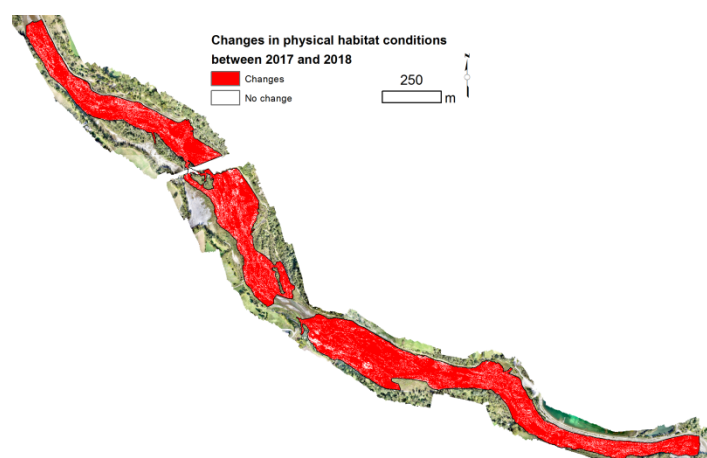 Changes in physical habitat conditions
between 2017 and 2018
Changes
No change
250
m
N